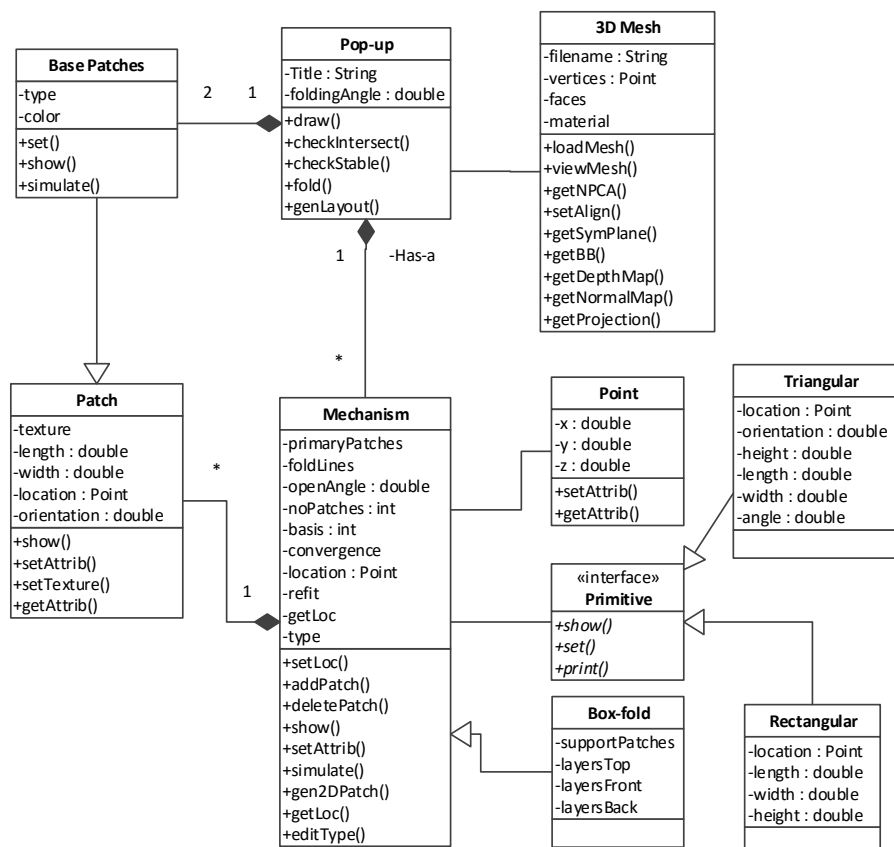 Base Patches
-type
-color
+set()
+show()
+simulate()
2
1
Pop-up
-Title : String
-foldingAngle : double
+draw()
+checkIntersect()
+checkStable()
+fold()
+genLayout()
1
-Has-a
*
3D Mesh
-filename : String
-vertices : Point
-faces
-material
+loadMesh()
+viewMesh()
+getNPCA()
+setAlign()
+getSymPlane()
+getBB()
+getDepthMap()
+getNormalMap()
+getProjection()
Patch
-texture
-length : double
-width : double
-location : Point
-orientation : double
+show()
+setAttrib()
+setTexture()
+getAttrib()
*
1
Mechanism
-primaryPatches
-foldLines
-openAngle : double
-noPatches : int
-basis : int
-convergence
-location : Point
-refit
-getLoc
-type
+setLoc()
+addPatch()
+deletePatch()
+show()
+setAttrib()
+simulate()
+gen2DPatch()
+getLoc()
+editType()
Point
-x : double
-y : double
-z : double
+setAttrib()
+getAttrib()
Triangular
-location : Point
-orientation : double
-height : double
-length : double
-width : double
-angle : double
«interface»
Primitive
+show()
+set()
+print()
Box-fold
-supportPatches
-layersTop
-layersFront
-layersBack
Rectangular
-location : Point
-length : double
-width : double
-height : double